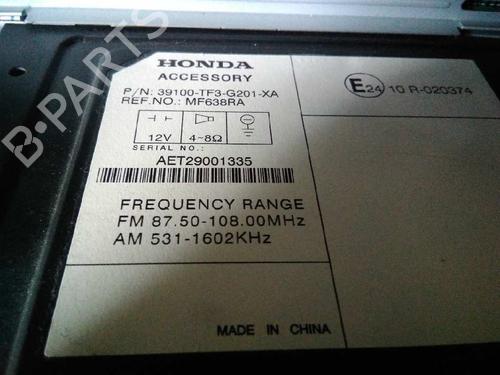 HONDA
ACCESSORY
P/N: 39100-TF3-G201-XA
REF.NO.: MF638RA
12V 4~8Ω
SERIAL NO.:
AET29001335
FREQUENCY RANGE
FM 87.50-108.00MHz
AM 531-1602KHz
E24 10 R-020374
MADE IN CHINA
B-PARTS